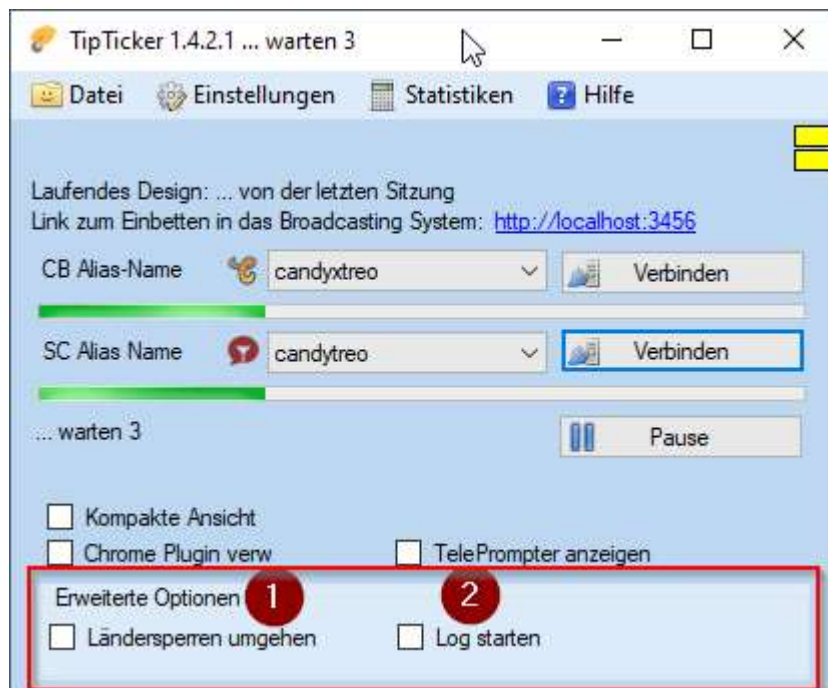 TipTicker 1.4.2.1 ... warten 3
Datei Einstellungen Statistiken Hilfe
Laufendes Design: ... von der letzten Sitzung
Link zum Einbetten in das Broadcasting System: http://localhost:3456
CB Alias-Name candyxtreo Verbinden
SC Alias Name candytreo Verbinden
... warten 3 Pause
Kompakte Ansicht
Chrome Plugin verw TelePrompter anzeigen
Erweiterte Optionen 1 2
Ländersperren umgehen Log starten